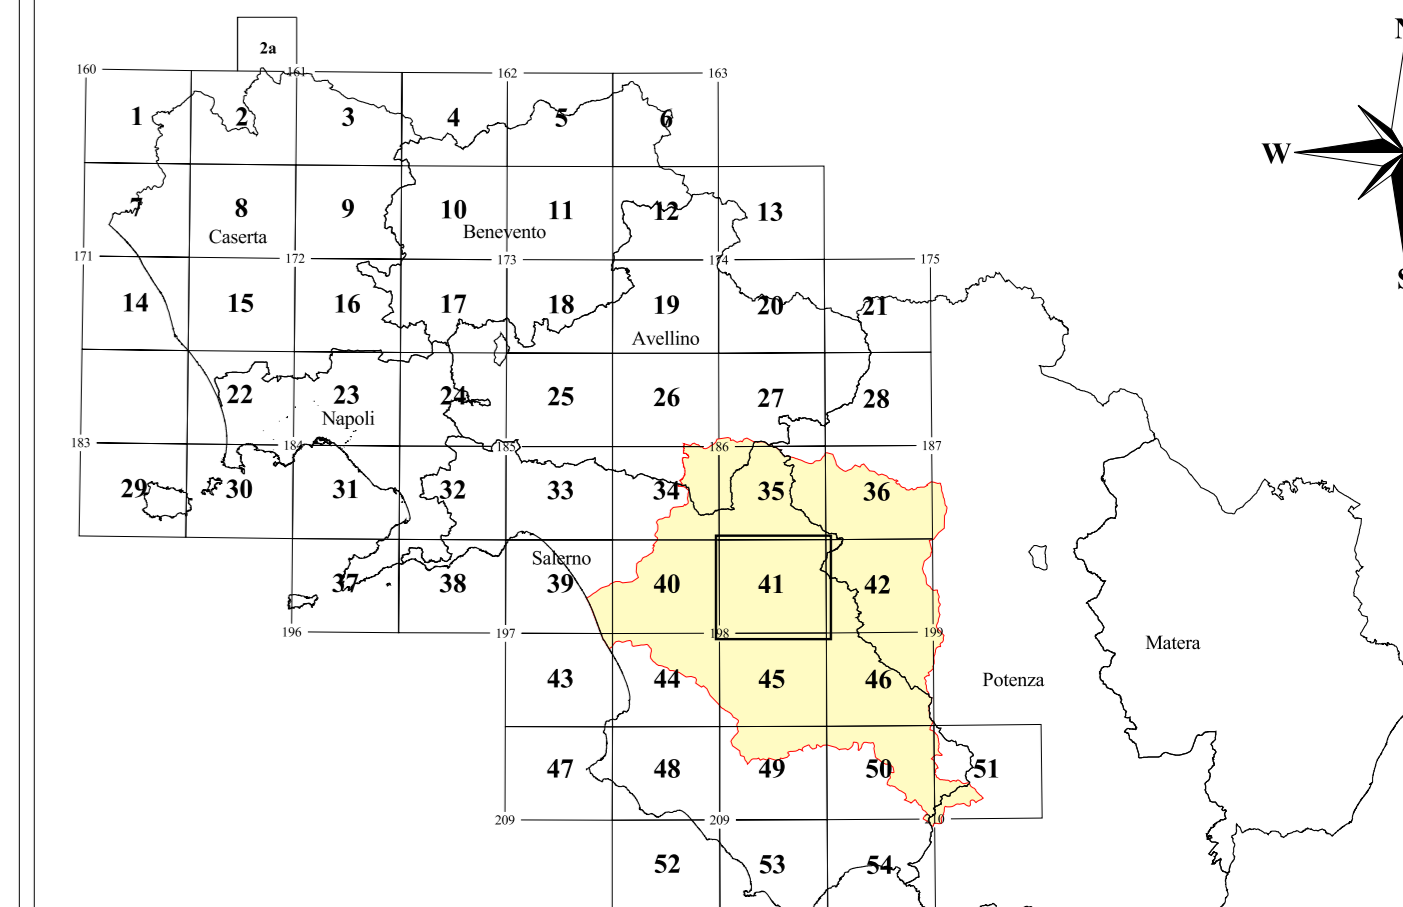 N
2a
160 161 162 163
1 2 3 4 5 6
W
7 8 9 10 11 12 13
Caserta Benevento
171 172 173 174 175
S
14 15 16 17 18 19 20 21
Avellino
22 23 24 25 26 27 28
Napoli
183 184 185 186 187
29 30 31 32 33 34 35 36
Salerno
37 38 39 40 41 42
196 197 198 199
Matera
43 44 45 46 Potenza
47 48 49 50 51
209 209 210
52 53 54